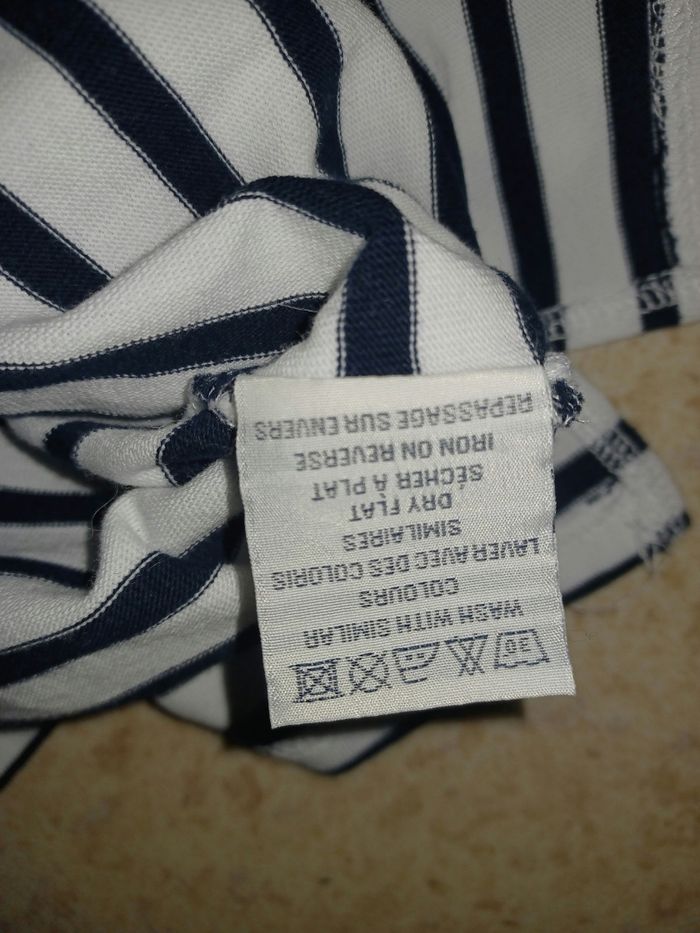 30
WASH WITH SIMILAR
COLOURS
LAVER AVEC DES COLORIS
SIMILAIRES
DRY FLAT
SÉCHER À PLAT
IRON ON REVERSE
REPASSAGE SUR ENVERS